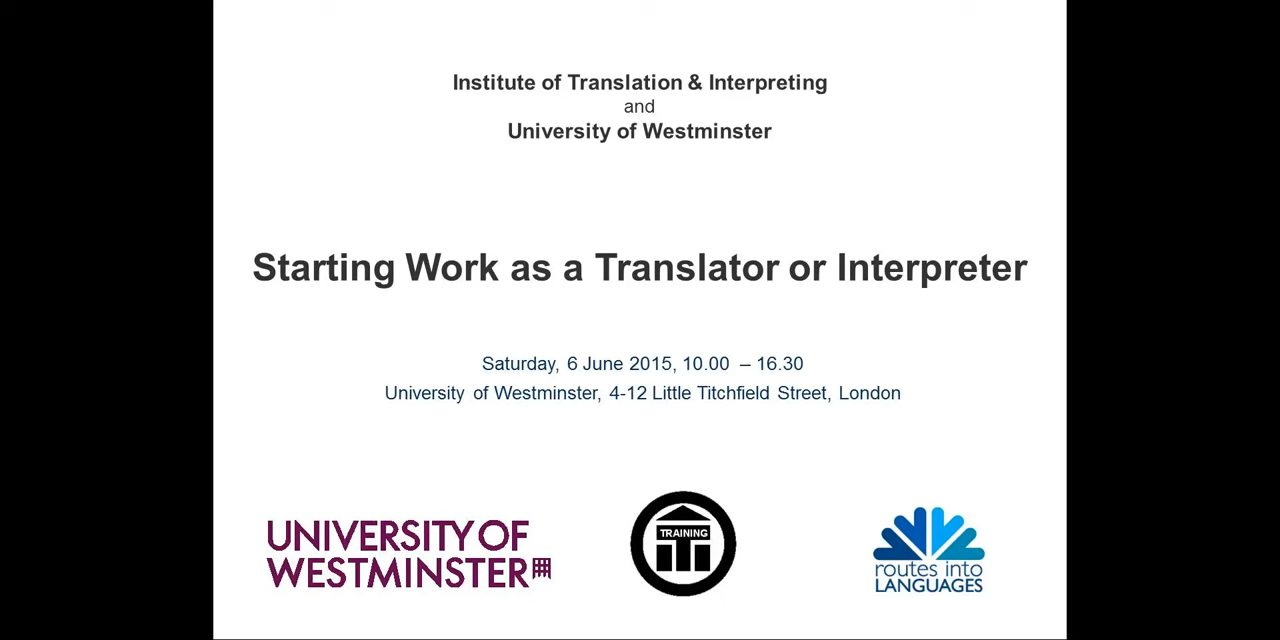 Institute of Translation & Interpreting
and
University of Westminster
Starting Work as a Translator or Interpreter
Saturday, 6 June 2015, 10.00 – 16.30
University of Westminster, 4-12 Little Titchfield Street, London
UNIVERSITY OF
WESTMINSTER
TRAINING
ITI
routes into
LANGUAGES